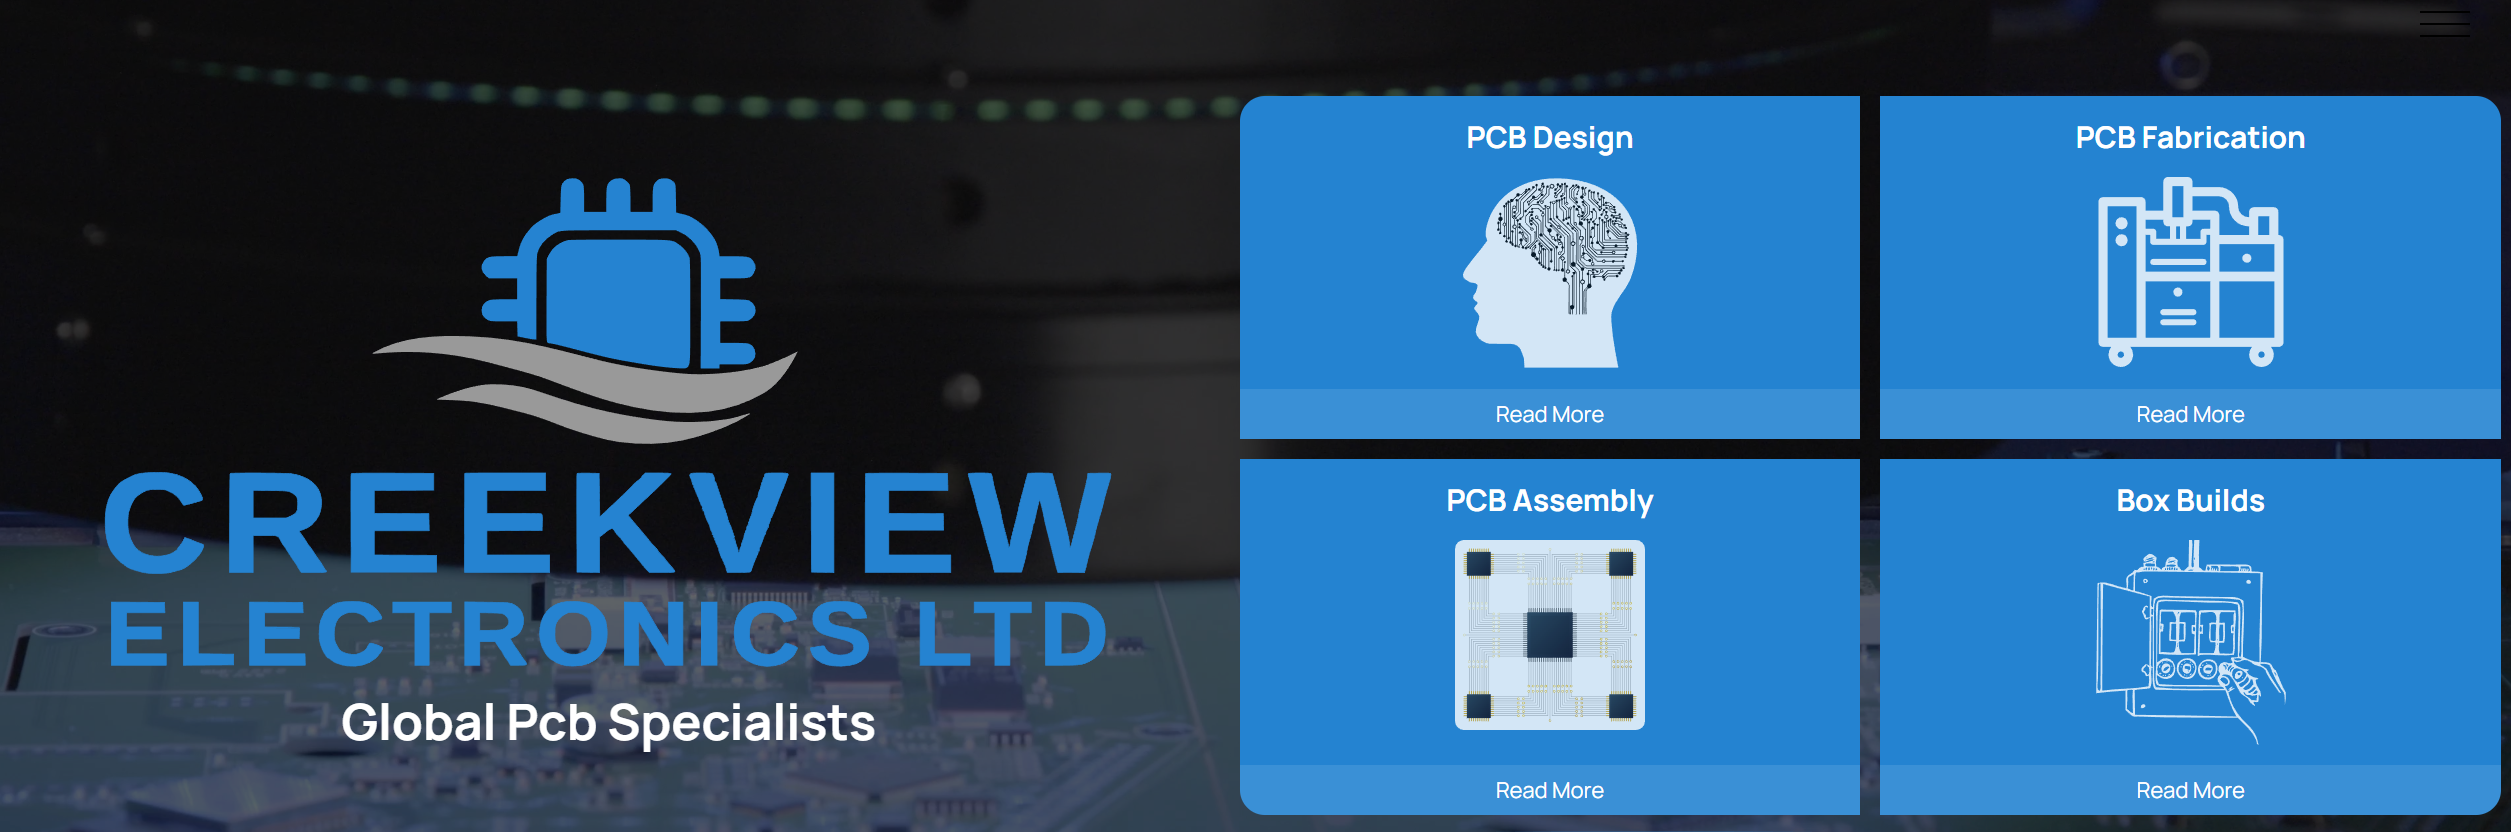 CREEKVIEW
ELECTRONICS LTD
Global Pcb Specialists
PCB Design
Read More
PCB Fabrication
Read More
PCB Assembly
Read More
Box Builds
Read More